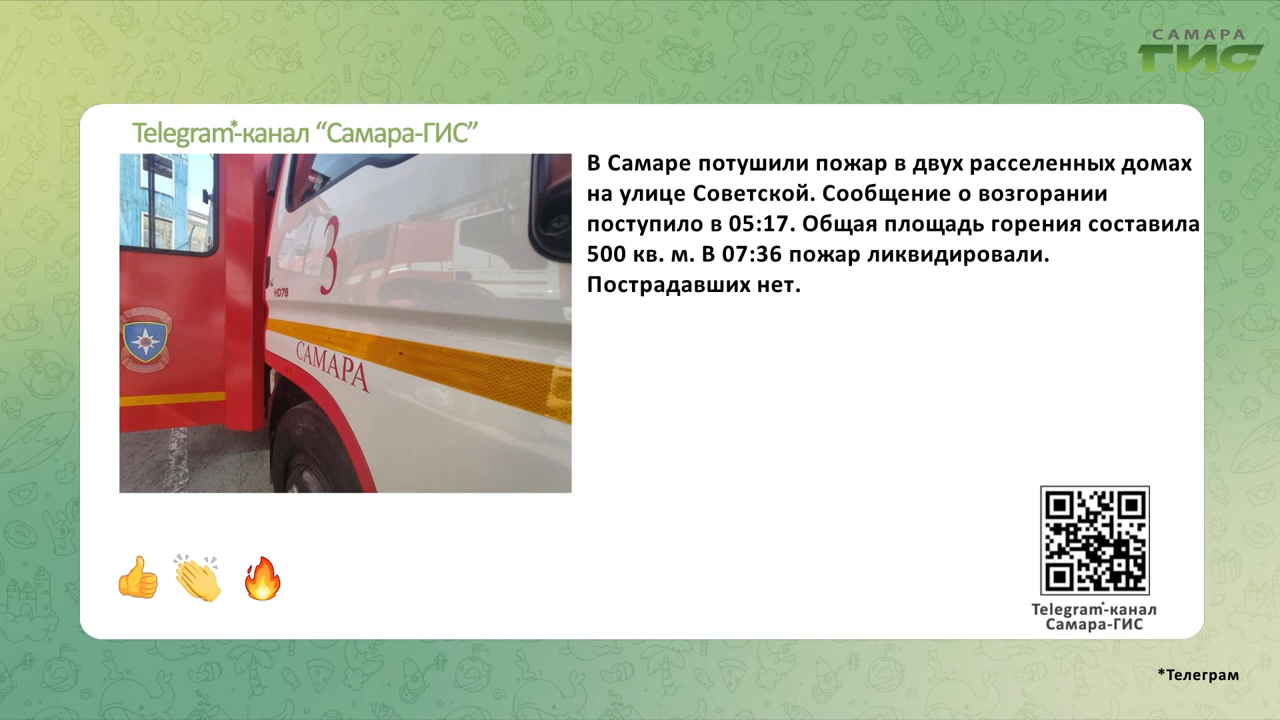 САМАРА
ГИС
Telegram*-канал “Самара-ГИС”
В Самаре потушили пожар в двух расселенных домах
на улице Советской. Сообщение о возгорании
поступило в 05:17. Общая площадь горения составила
500 кв. м. В 07:36 пожар ликвидировали.
Пострадавших нет.
3
HD78
САМАРА
Telegram*-канал
Самара-ГИС
*Телеграм